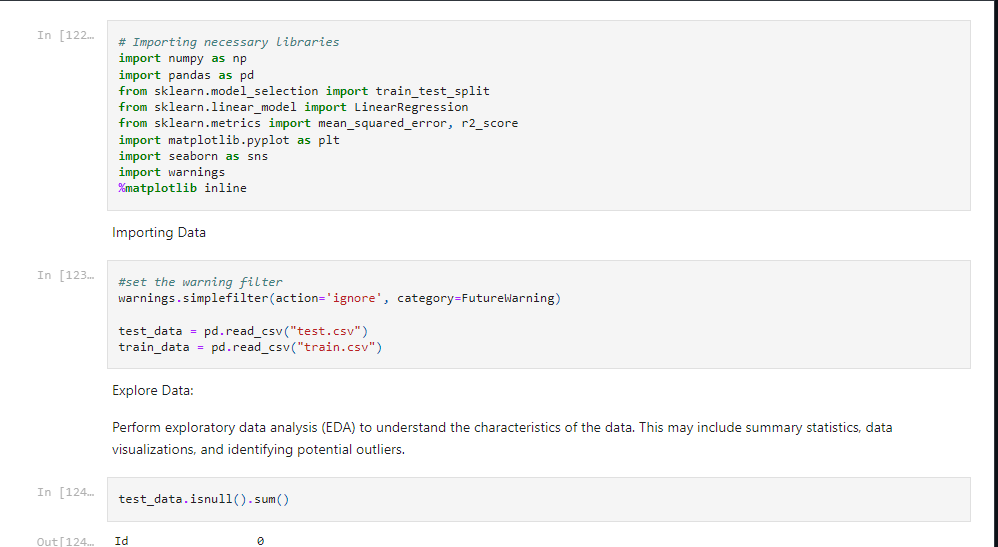 In [122…
# Importing necessary libraries
import numpy as np
import pandas as pd
from sklearn.model_selection import train_test_split
from sklearn.linear_model import LinearRegression
from sklearn.metrics import mean_squared_error, r2_score
import matplotlib.pyplot as plt
import seaborn as sns
import warnings
%matplotlib inline
Importing Data
In [123…
#set the warning filter
warnings.simplefilter(action='ignore', category=FutureWarning)
test_data = pd.read_csv("test.csv")
train_data = pd.read_csv("train.csv")
Explore Data:
Perform exploratory data analysis (EDA) to understand the characteristics of the data. This may include summary statistics, data
visualizations, and identifying potential outliers.
In [124…
test_data.isnull().sum()
Out[124… Id 0